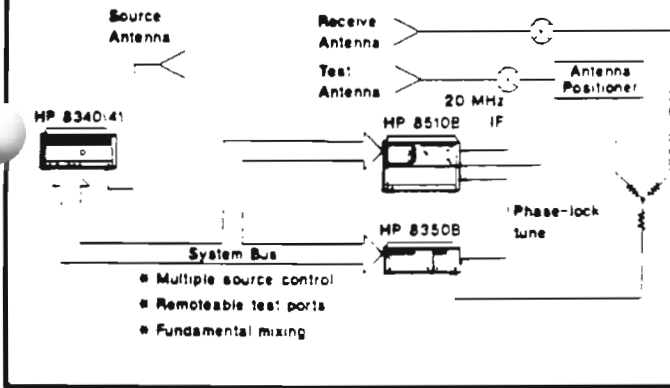 Source
Antenna
Receive
Antenna
Test
Antenna
Antenna
Positioner
20 MHz
IF
HP 8340/41
HP 8510B
Phase-lock
tune
HP 8350B
System Bus
* Multiple source control
* Remoteable test ports
* Fundamental mixing